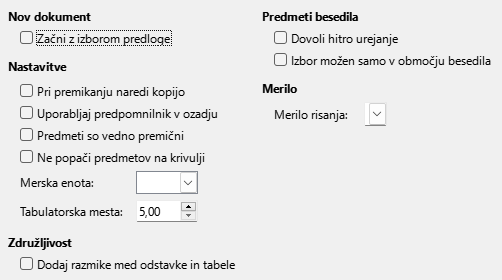 Nov dokument
Začni z izborom predloge
Nastavitve
Pri premikanju naredi kopijo
Uporabljaj predpomnilnik v ozadju
Predmeti so vedno premični
Ne popači predmetov na krivulji
Merska enota:
Tabulatorska mesta: 5,00
Združljivost
Dodaj razmike med odstavke in tabele
Predmeti besedila
Dovoli hitro urejanje
Izbor možen samo v območju besedila
Merilo
Merilo risanja: